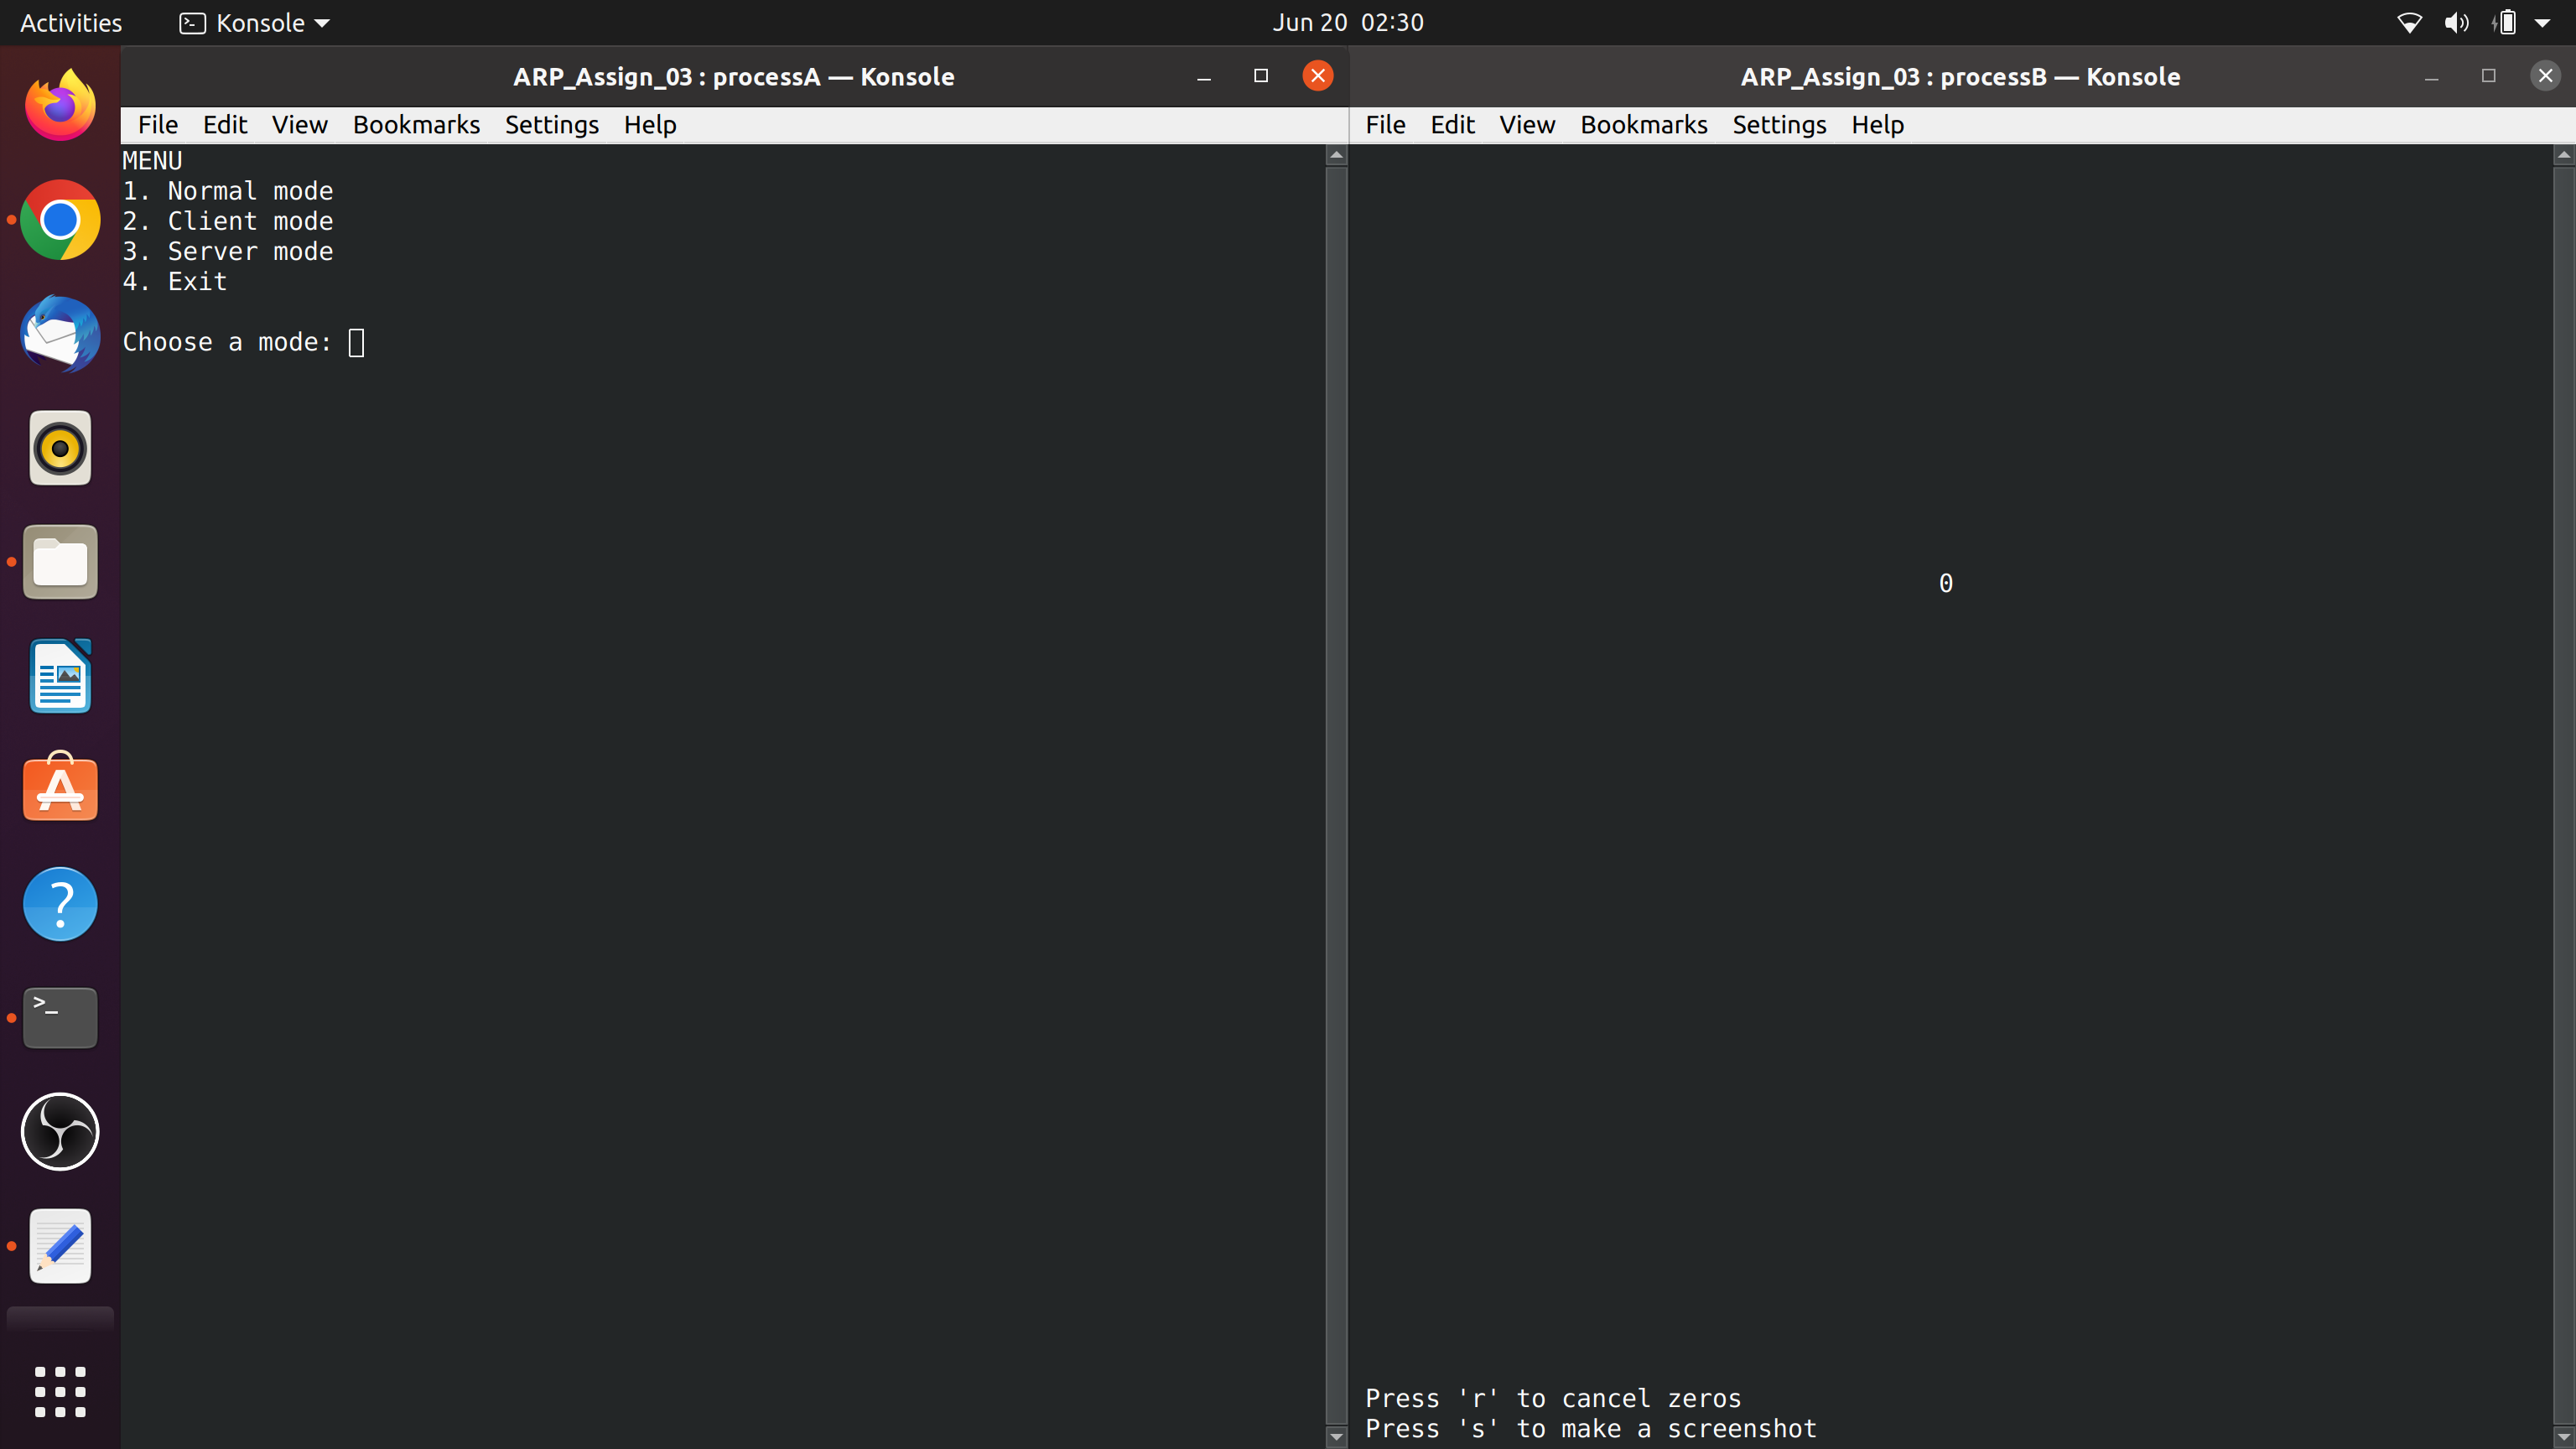 Activities
Konsole
Jun 20 02:30
ARP_Assign_03 : processA — Konsole
File Edit View Bookmarks Settings Help
MENU
1. Normal mode
2. Client mode
3. Server mode
4. Exit
Choose a mode:
ARP_Assign_03 : processB — Konsole
File Edit View Bookmarks Settings Help
0
Press 'r' to cancel zeros
Press 's' to make a screenshot